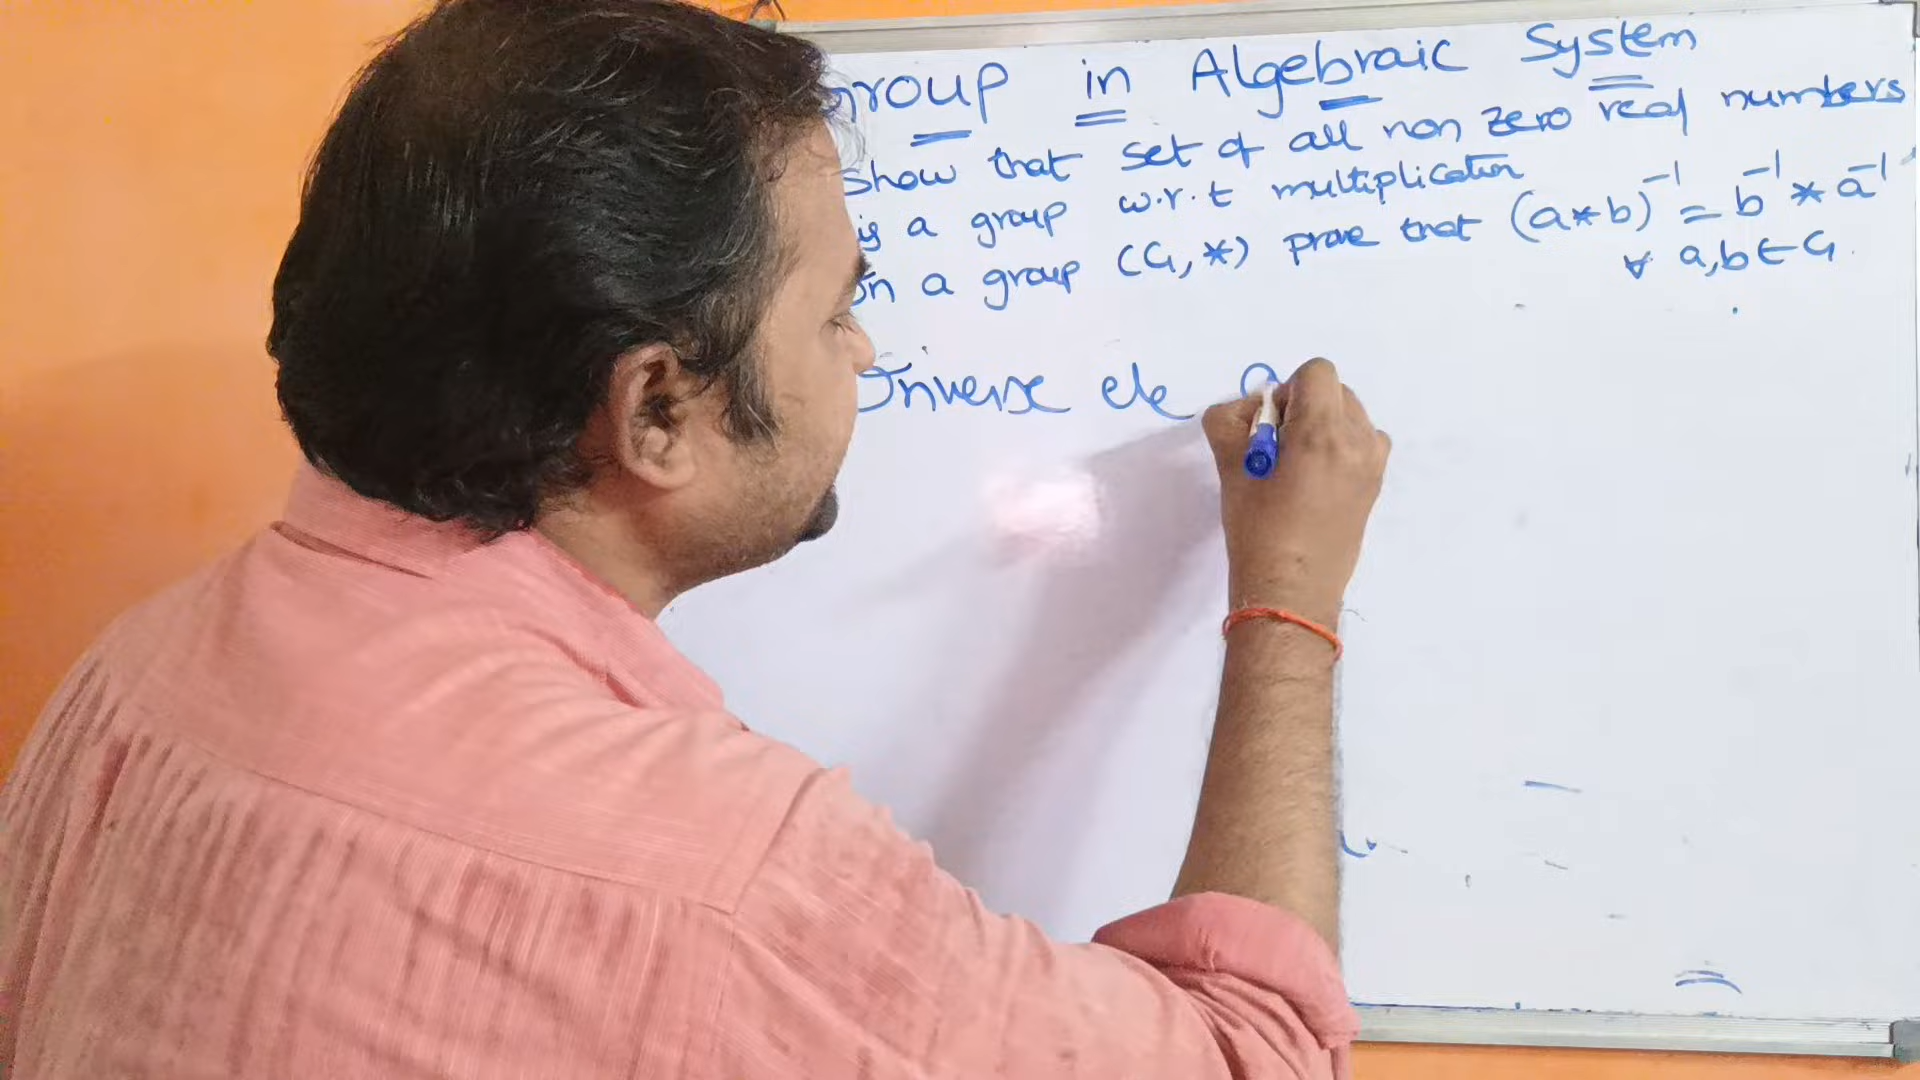 group in Algebraic System
show that set of all non zero real numbers
is a group w.r.t multiplication
In a group (G,*) prove that (a*b)⁻¹ = b⁻¹ * a⁻¹
∀ a,b ∈ G.
Inverse ele